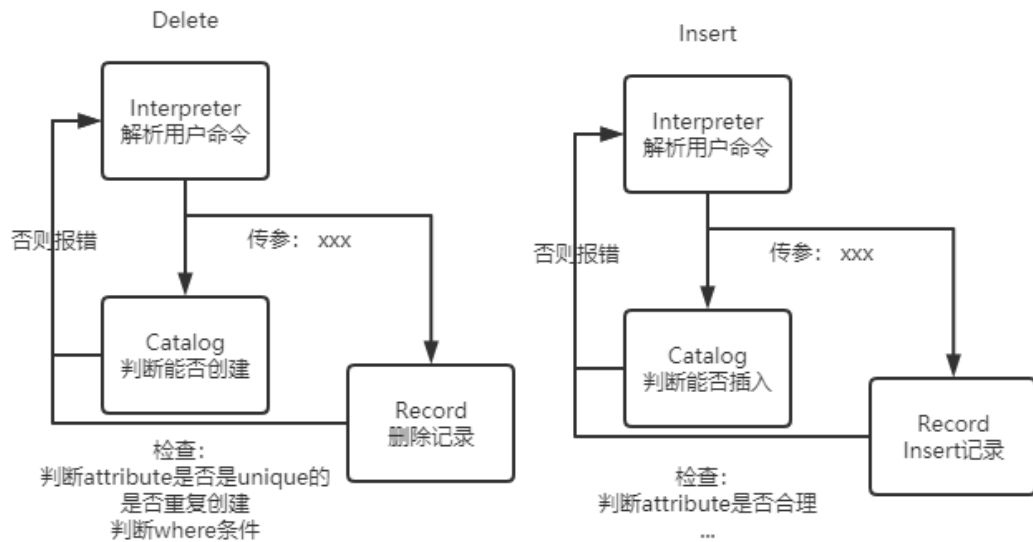 Delete
Interpreter
解析用户命令
否则报错
传参： xxx
Catalog
判断能否创建
Record
删除记录
检查：
判断attribute是否是unique的
是否重复创建
判断where条件
Insert
Interpreter
解析用户命令
否则报错
传参： xxx
Catalog
判断能否插入
Record
Insert记录
检查：
判断attribute是否合理
...